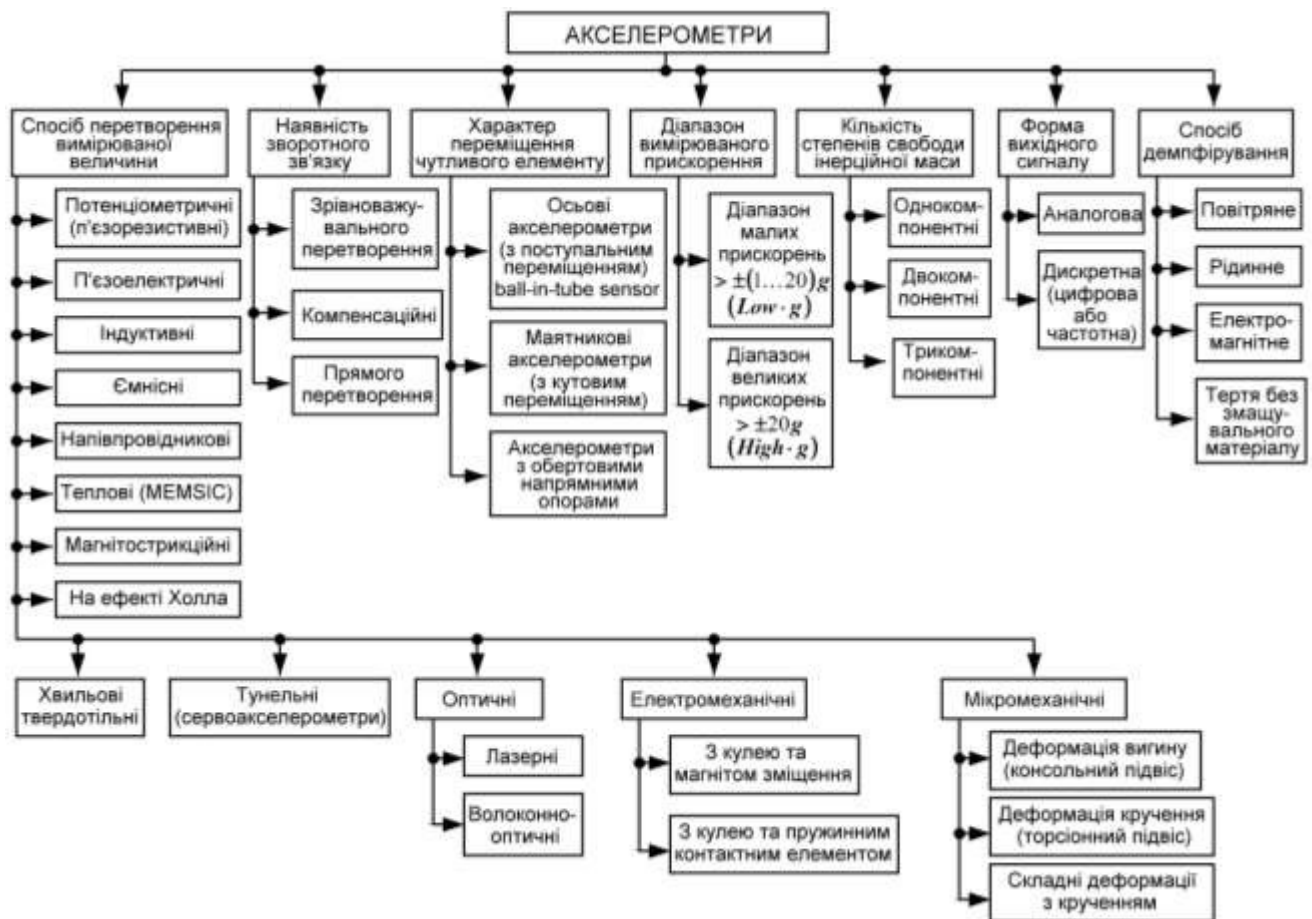 АКСЕЛЕРОМЕТРИ
Спосіб перетворення
вимірюваної
величини
Потенціометричні
(п'єзорезистивні)
П'єзоелектричні
Індуктивні
Ємнісні
Напівпровідникові
Теплові (MEMSIC)
Магнітострикційні
На ефекті Холла
Наявність
зворотного
зв'язку
Зрівноважу-
вального
перетворення
Компенсаційні
Прямого
перетворення
Характер
переміщення
чутливого елементу
Осьові
акселерометри
(з поступальним
переміщенням)
ball-in-tube sensor
Маятникові
акселерометри
(з кутовим
переміщенням)
Акселерометри
з обертовими
напрямними
опорами
Діапазон
вимірюваного
прискорення
Діапазон
малих
прискорень
> ±(1...20)g
(Low · g)
Діапазон
великих
прискорень
> ±20g
(High · g)
Кількість
степенів свободи
інерційної маси
Одноком-
понентні
Двоком-
понентні
Триком-
понентні
Форма
вихідного
сигналу
Аналогова
Дискретна
(цифрова
або
частотна)
Спосіб
демпфірування
Повітряне
Рідинне
Електро-
магнітне
Тертя без
змащу-
вального
матеріалу
Хвильові
твердотільні
Тунельні
(сервоакселерометри)
Оптичні
Лазерні
Волоконно-
оптичні
Електромеханічні
З кулею та
магнітом зміщення
З кулею та пружинним
контактним елементом
Мікромеханічні
Деформація вигину
(консольний підвіс)
Деформація кручення
(торсіонний підвіс)
Складні деформації
з крученням